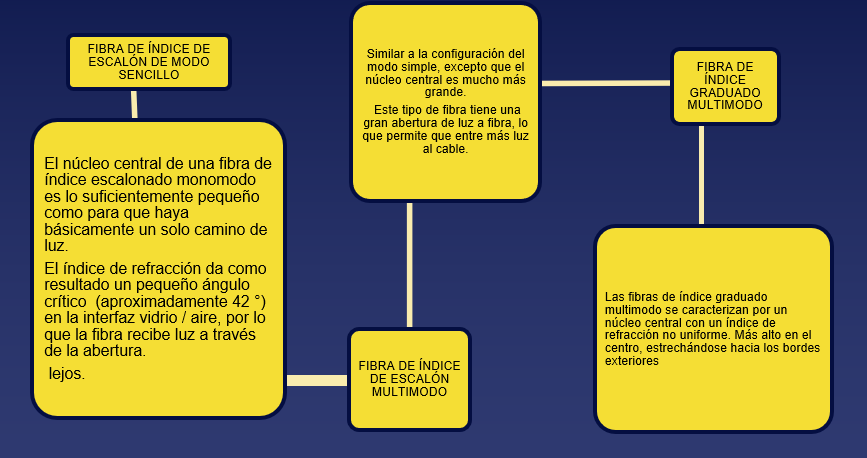 FIBRA DE ÍNDICE DE
ESCALÓN DE MODO
SENCILLO
El núcleo central de una fibra de
índice escalonado monomodo
es lo suficientemente pequeño
como para que haya
básicamente un solo camino de
luz.
El índice de refracción da como
resultado un pequeño ángulo
crítico (aproximadamente 42 °)
en la interfaz vidrio / aire, por lo
que la fibra recibe luz a través
de la abertura.
lejos.
FIBRA DE ÍNDICE
DE ESCALÓN
MULTIMODO
Similar a la configuración del
modo simple, excepto que el
núcleo central es mucho más
grande.
Este tipo de fibra tiene una
gran abertura de luz a fibra, lo
que permite que entre más luz
al cable.
FIBRA DE
ÍNDICE
GRADUADO
MULTIMODO
Las fibras de índice graduado
multimodo se caracterizan por un
núcleo central con un índice de
refracción no uniforme. Más alto en el
centro, estrechándose hacia los bordes
exteriores